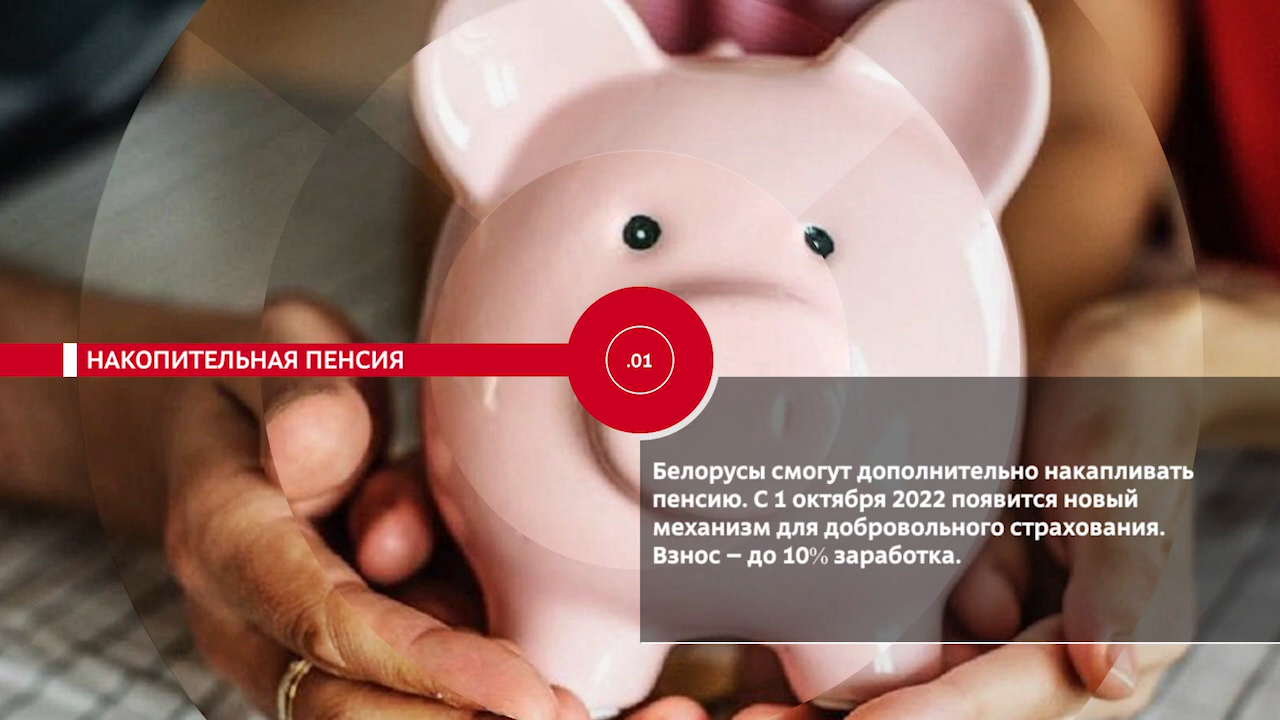 НАКОПИТЕЛЬНАЯ ПЕНСИЯ
.01
Белорусы смогут дополнительно накапливать
пенсию. С 1 октября 2022 появится новый
механизм для добровольного страхования.
Взнос – до 10% заработка.